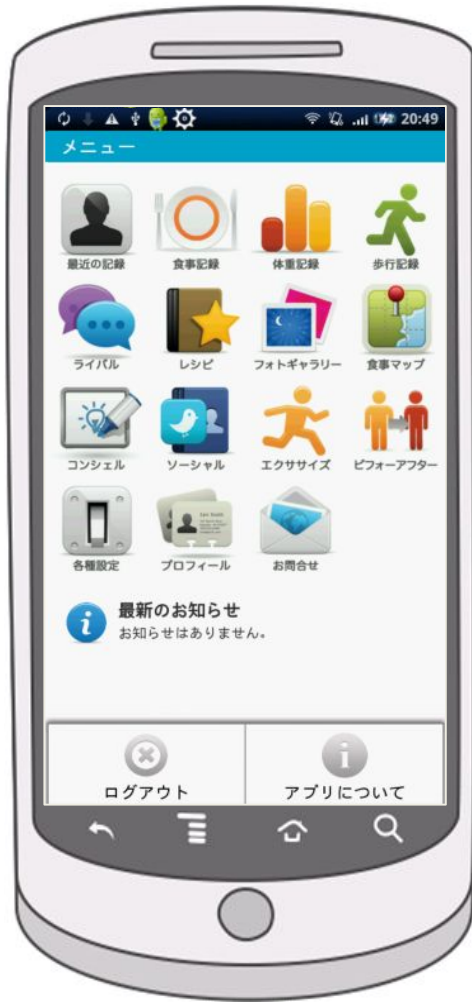 20:49
メニュー
最近の記録
食事記録
体重記録
歩行記録
ライバル
レシピ
フォトギャラリー
食事マップ
コンシェル
ソーシャル
エクササイズ
ビフォーアフター
各種設定
プロフィール
お問合せ
最新のお知らせ
お知らせはありません。
ログアウト
アプリについて